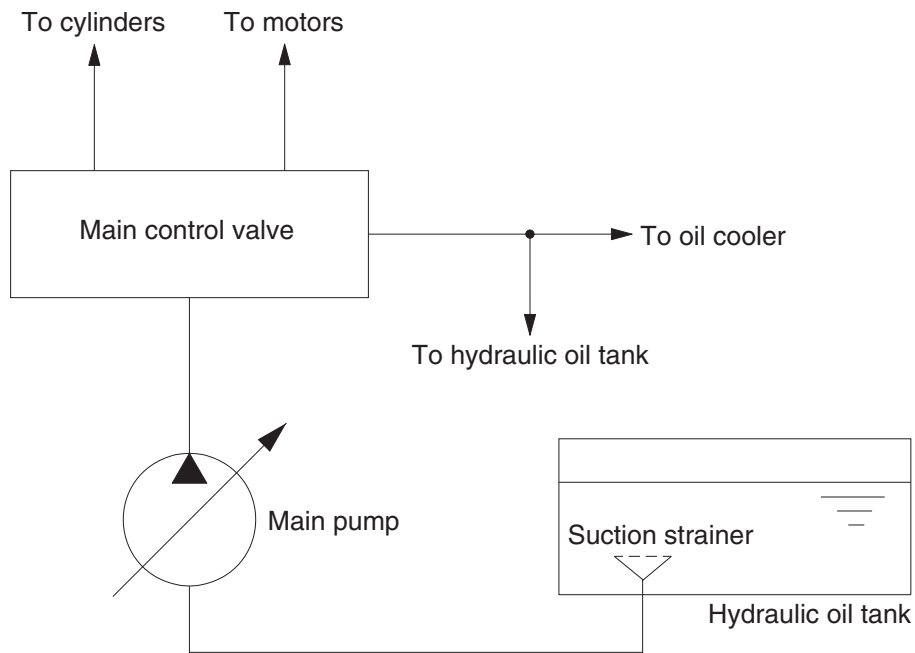 To cylinders
To motors
Main control valve
To oil cooler
To hydraulic oil tank
Main pump
Suction strainer
Hydraulic oil tank